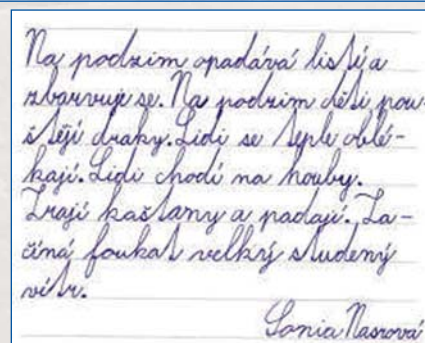 Na podzim opadává listí a
zbarvuje se. Na podzim děti pou-
štějí draky. Lidi se teple oblé-
kají. Lidi chodí na houby.
Zrají kaštany a padají. Za-
číná foukat velký studený
vítr.
Sonia Nasrová